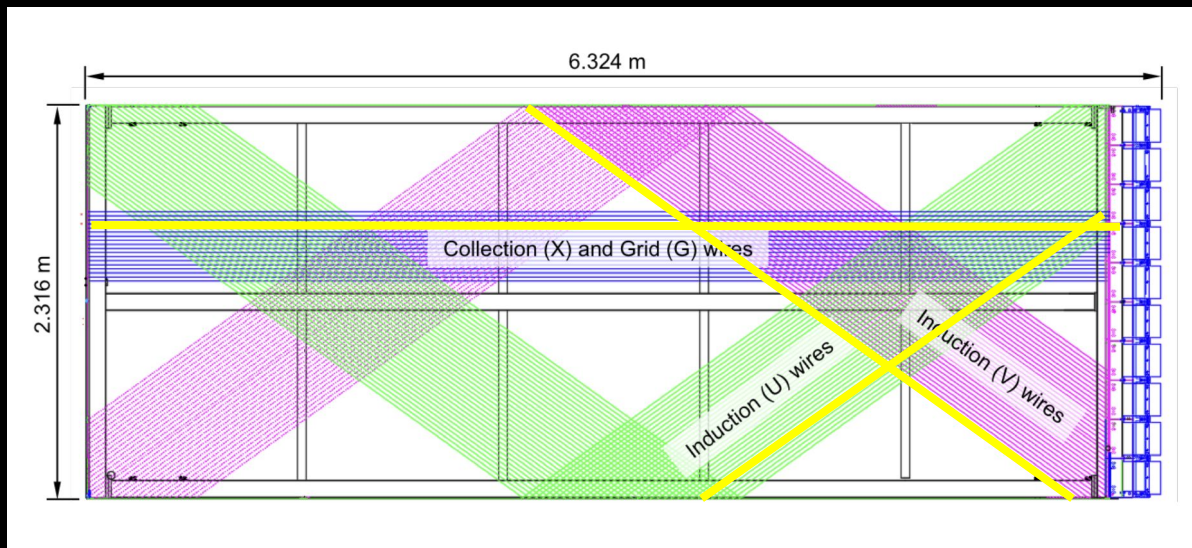 6.324 m
2.316 m
Collection (X) and Grid (G) wires
Induction (U) wires
Induction (V) wires